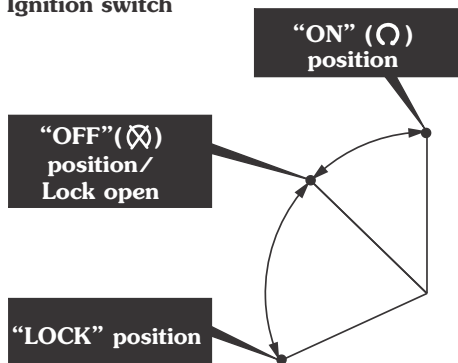 Ignition switch
“ON” (Ω)
position
“OFF”(⊗)
position/
Lock open
“LOCK” position